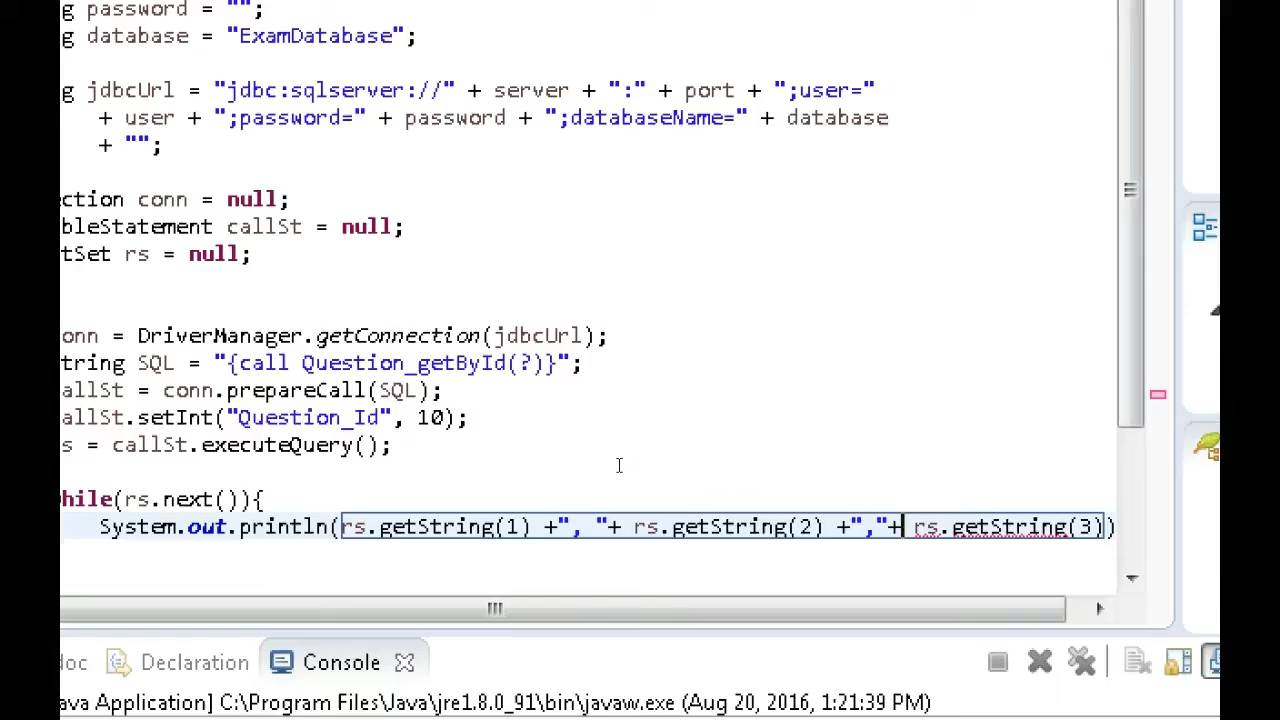 g password = "";
g database = "ExamDatabase";
g jdbcUrl = "jdbc:sqlserver://" + server + ":" + port + ";user="
+ user + ";password=" + password + ";databaseName=" + database
+ "";
ction conn = null;
bleStatement callSt = null;
tSet rs = null;
onn = DriverManager.getConnection(jdbcUrl);
tring SQL = "{call Question_getById(?)}";
allSt = conn.prepareCall(SQL);
allSt.setInt("Question_Id", 10);
s = callSt.executeQuery();
hile(rs.next()){
System.out.println(rs.getString(1) +", "+ rs.getString(2) +","+ rs.getString(3))
doc Declaration Console
ava Application] C:\Program Files\Java\jre1.8.0_91\bin\javaw.exe (Aug 20, 2016, 1:21:39 PM)